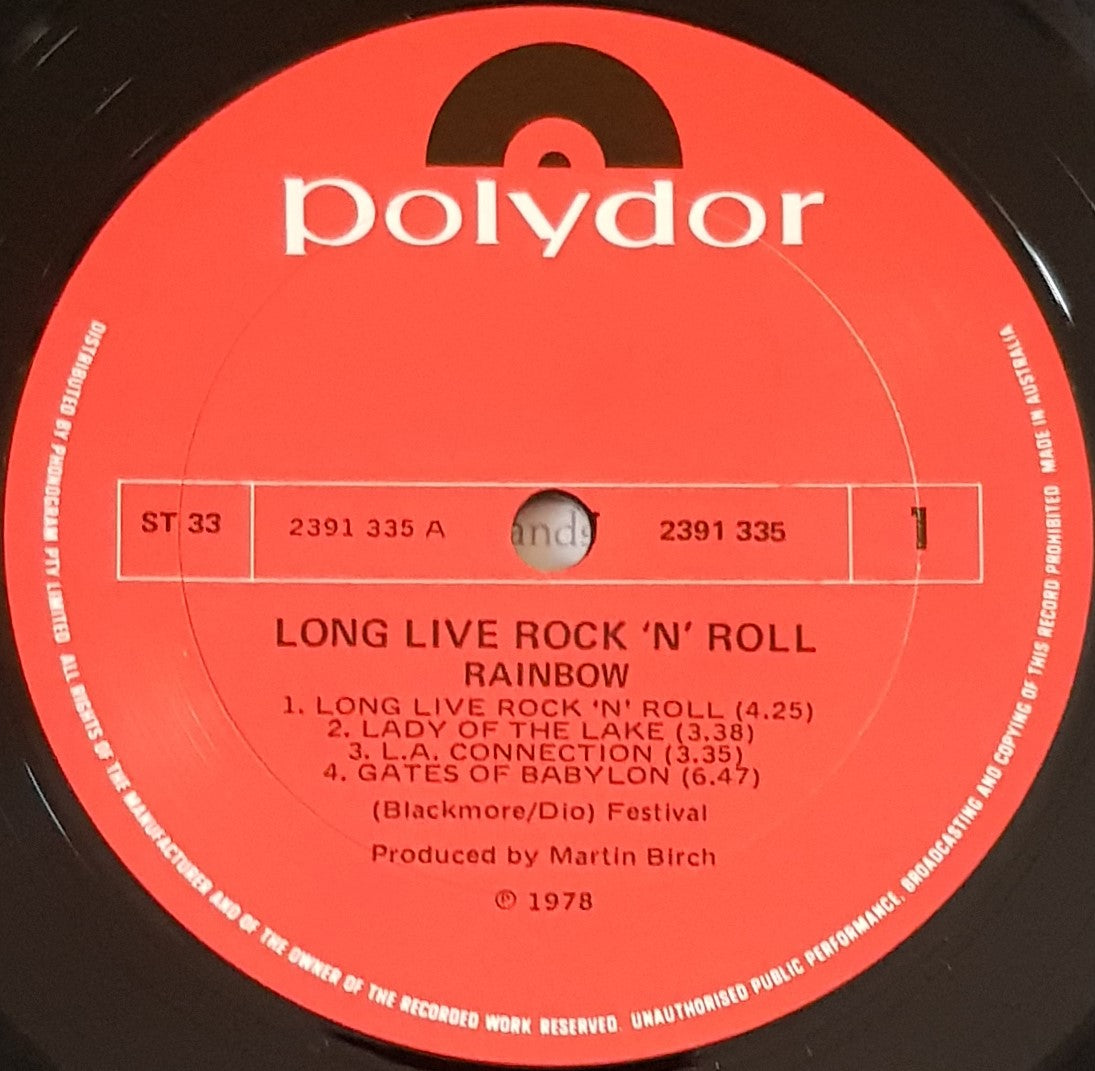 polydor
ST 33
2391 335 A
2391 335
1
LONG LIVE ROCK 'N' ROLL
RAINBOW
1. LONG LIVE ROCK 'N' ROLL (4.25)
2. LADY OF THE LAKE (3.38)
3. L.A. CONNECTION (3.35)
4. GATES OF BABYLON (6.47)
(Blackmore/Dio) Festival
Produced by Martin Birch
℗ 1978
DISTRIBUTED BY PHONOGRAM PTY LIMITED. ALL RIGHTS OF THE MANUFACTURER AND OF THE OWNER OF THE RECORDED WORK RESERVED. UNAUTHORISED PUBLIC PERFORMANCE, BROADCASTING AND COPYING OF THIS RECORD PROHIBITED MADE IN AUSTRALIA